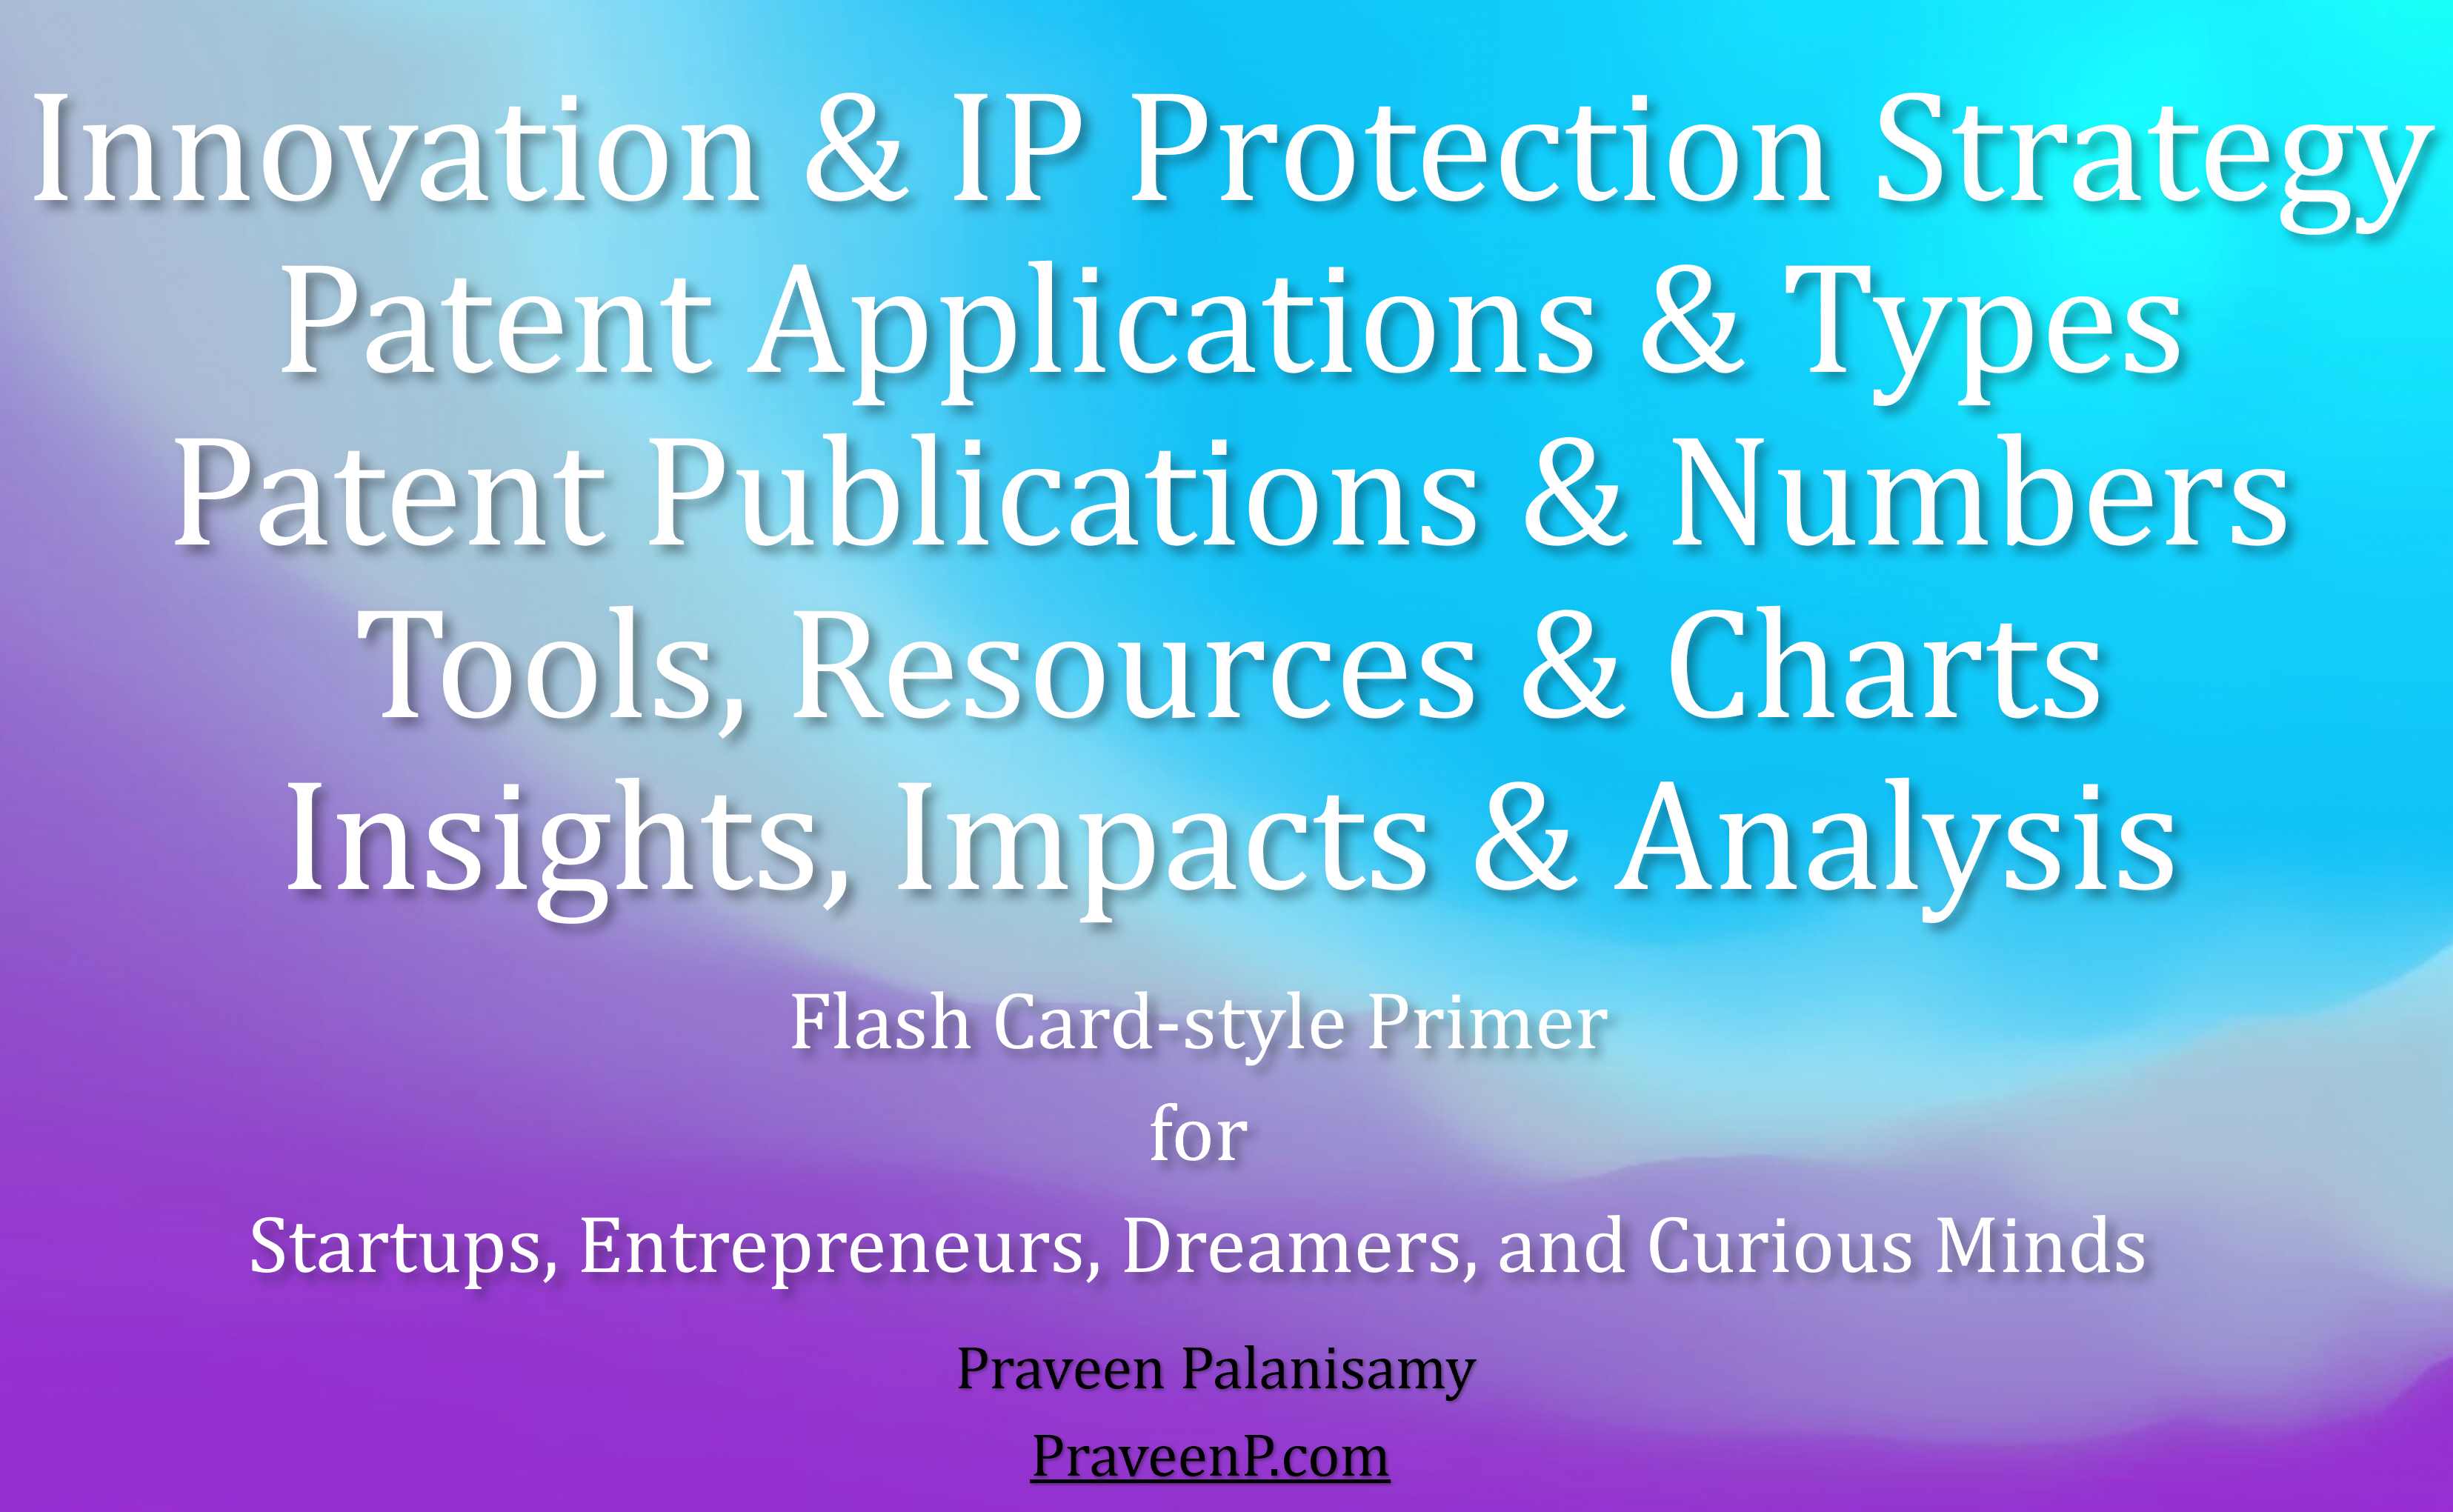 Innovation & IP Protection Strategy
Patent Applications & Types
Patent Publications & Numbers
Tools, Resources & Charts
Insights, Impacts & Analysis
Flash Card-style Primer
for
Startups, Entrepreneurs, Dreamers, and Curious Minds
Praveen Palanisamy
PraveenP.com